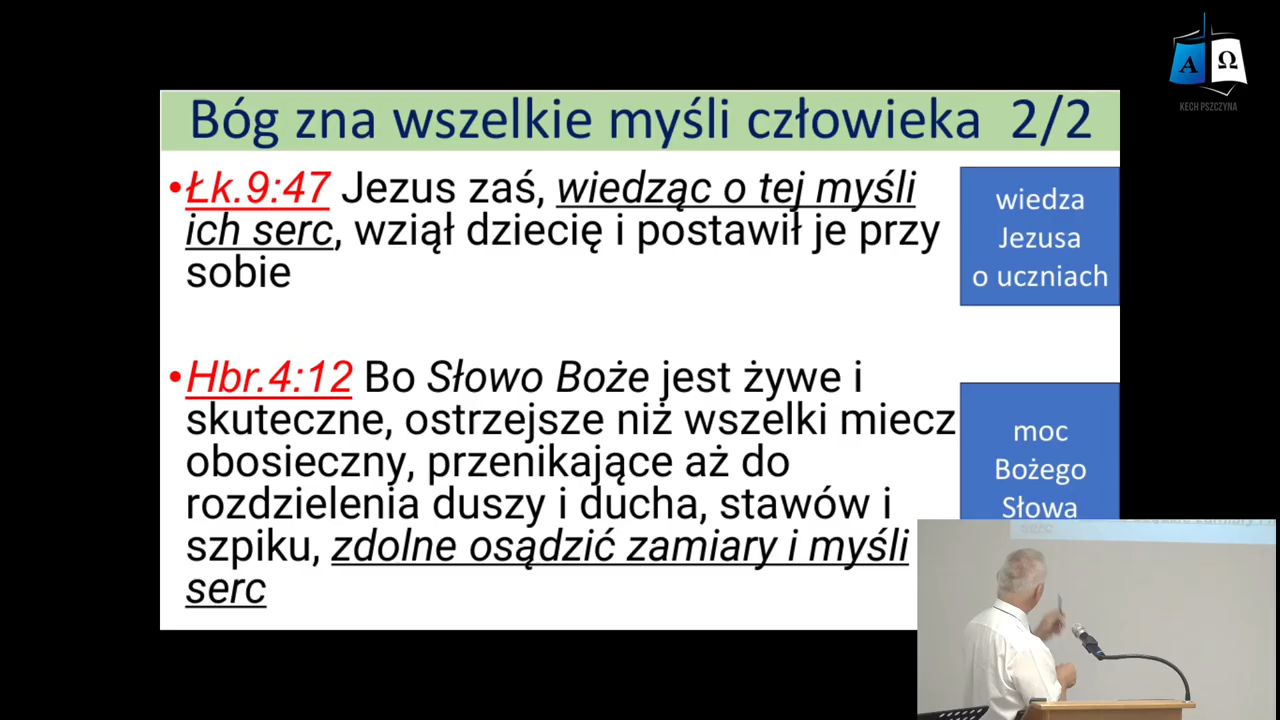 A Ω
KECH PSZCZYNA
Bóg zna wszelkie myśli człowieka 2/2
•Łk.9:47 Jezus zaś, wiedząc o tej myśli
ich serc, wziął dziecię i postawił je przy
sobie
wiedza
Jezusa
o uczniach
•Hbr.4:12 Bo Słowo Boże jest żywe i
skuteczne, ostrzejsze niż wszelki miecz
obosieczny, przenikające aż do
rozdzielenia duszy i ducha, stawów i
szpiku, zdolne osądzić zamiary i myśli
serc
moc
Bożego
Słowa
serc